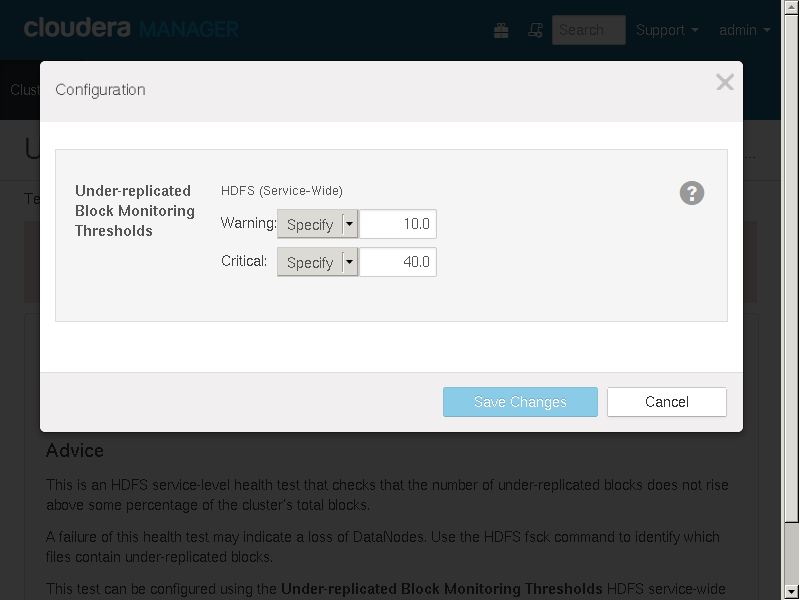 cloudera MANAGER
Search
Support
admin
Clust
Configuration
U
Te
Under-replicated
Block Monitoring
Thresholds
HDFS (Service-Wide)
Warning:
Specify
10.0
Critical:
Specify
40.0
?
...
Save Changes
Cancel
Advice
This is an HDFS service-level health test that checks that the number of under-replicated blocks does not rise
above some percentage of the cluster's total blocks.
A failure of this health test may indicate a loss of DataNodes. Use the HDFS fsck command to identify which
files contain under-replicated blocks.
This test can be configured using the Under-replicated Block Monitoring Thresholds HDFS service-wide